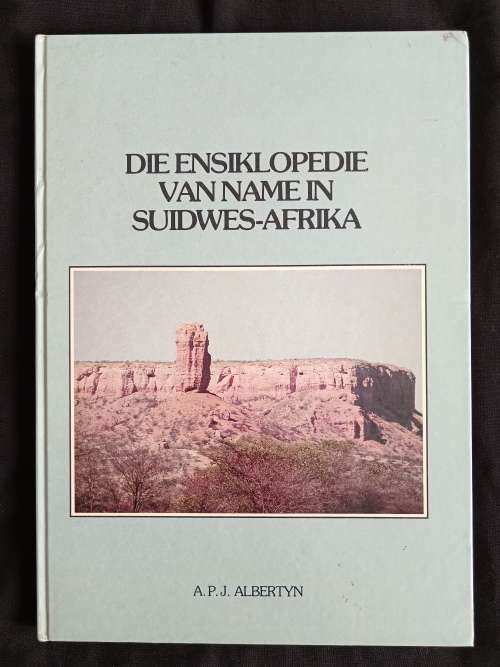 DIE ENSIKLOPEDIE
VAN NAME IN
SUIDWES-AFRIKA
A.P.J. ALBERTYN